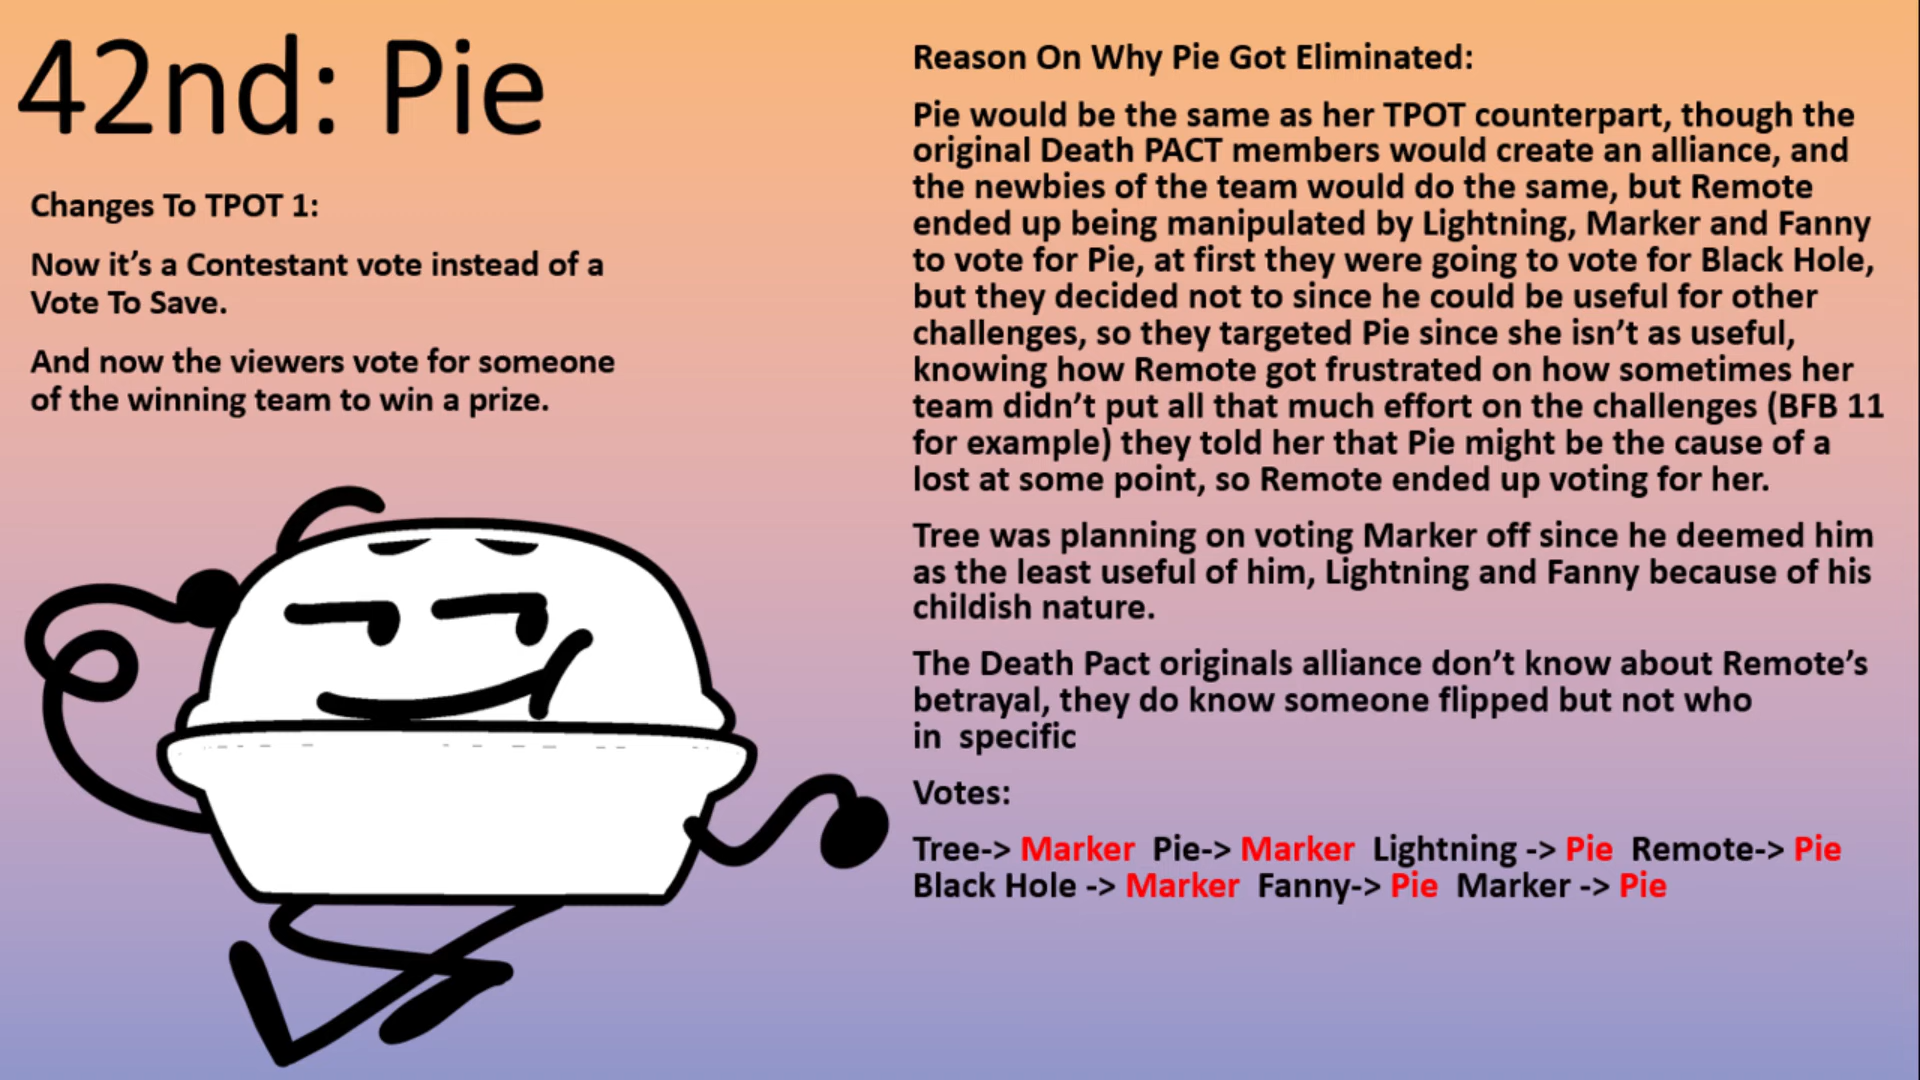 42nd: Pie
Changes To TPOT 1:
Now it’s a Contestant vote instead of a
Vote To Save.
And now the viewers vote for someone
of the winning team to win a prize.
Reason On Why Pie Got Eliminated:
Pie would be the same as her TPOT counterpart, though the
original Death PACT members would create an alliance, and
the newbies of the team would do the same, but Remote
ended up being manipulated by Lightning, Marker and Fanny
to vote for Pie, at first they were going to vote for Black Hole,
but they decided not to since he could be useful for other
challenges, so they targeted Pie since she isn’t as useful,
knowing how Remote got frustrated on how sometimes her
team didn’t put all that much effort on the challenges (BFB 11
for example) they told her that Pie might be the cause of a
lost at some point, so Remote ended up voting for her.
Tree was planning on voting Marker off since he deemed him
as the least useful of him, Lightning and Fanny because of his
childish nature.
The Death Pact originals alliance don’t know about Remote’s
betrayal, they do know someone flipped but not who
in  specific
Votes:
Tree-> Marker  Pie-> Marker  Lightning -> Pie  Remote-> Pie
Black Hole -> Marker  Fanny-> Pie  Marker -> Pie